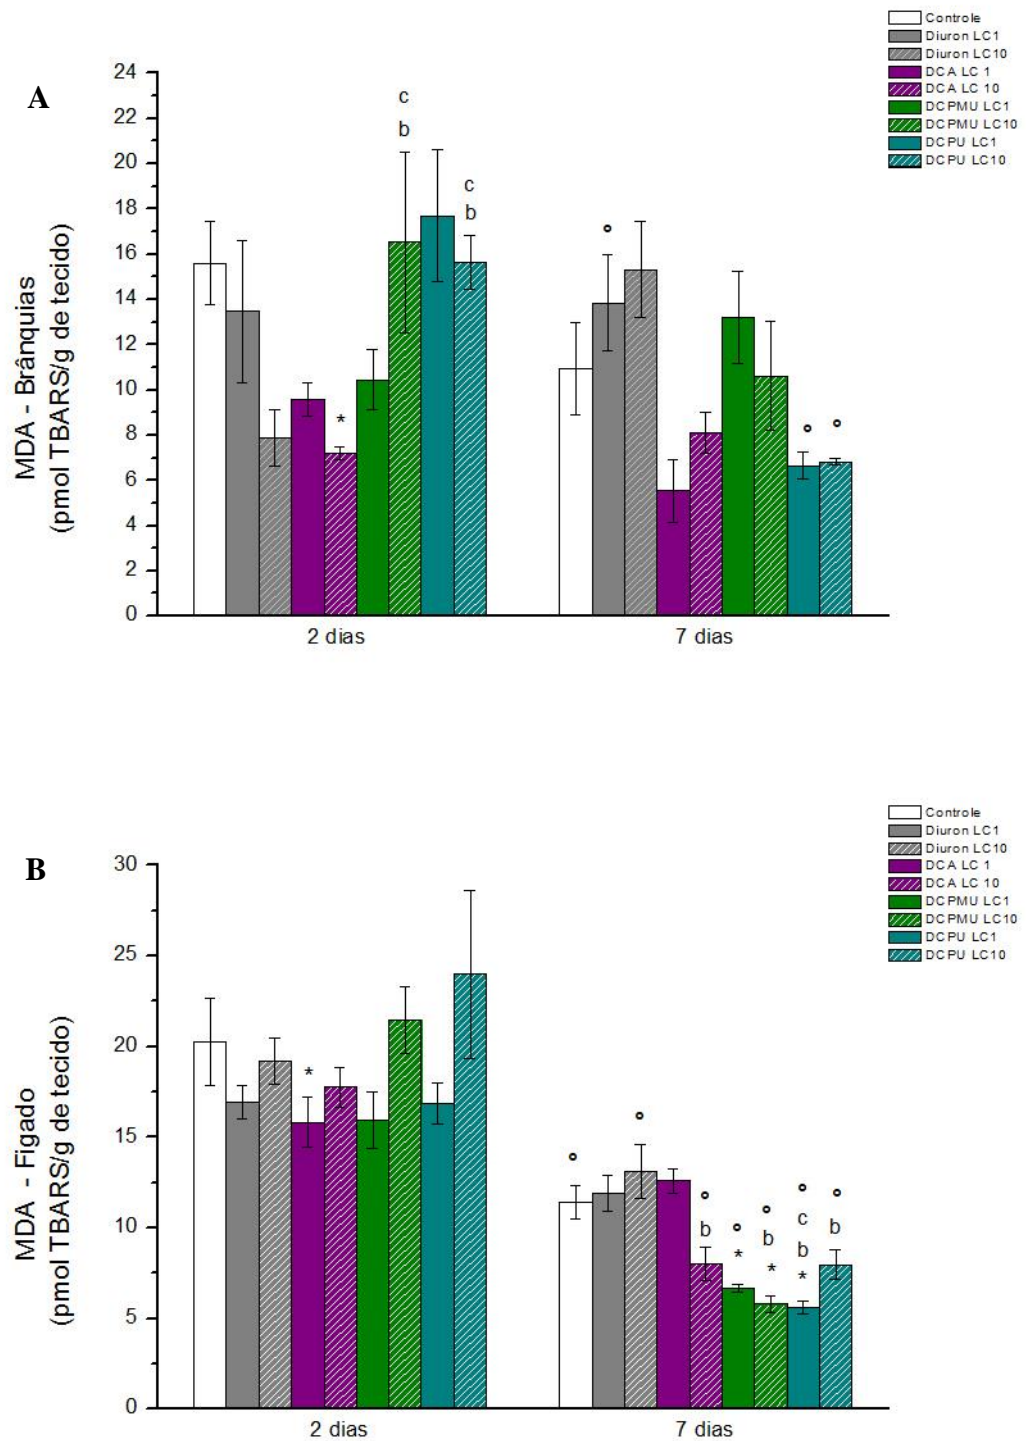 Controle
Diuron LC1
Diuron LC10
DCA LC 1
DCA LC 10
DCPMU LC1
DCPMU LC10
DCPU LC1
DCPU LC10
A
MDA - Brânquias
(pmol TBARS/g de tecido)
24
22
20
18
16
14
12
10
8
6
4
2
0
*
c
b
c
b
°
°
°
2 dias
7 dias
Controle
Diuron LC1
Diuron LC10
DCA LC 1
DCA LC 10
DCPMU LC1
DCPMU LC10
DCPU LC1
DCPU LC10
B
MDA - Figado
(pmol TBARS/g de tecido)
30
25
20
15
10
5
0
*
°
°
°
b
°
*
°
b
*
°
c
b
*
°
b
2 dias
7 dias